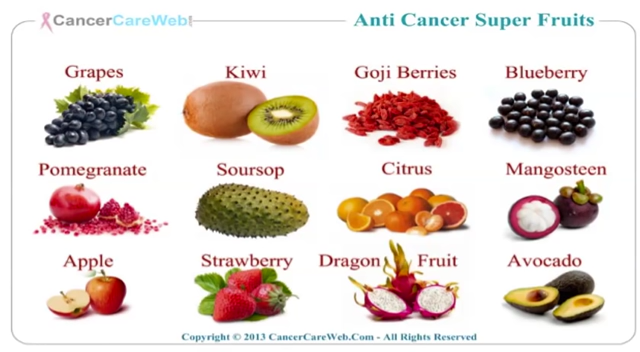 CancerCareWeb!
Anti Cancer Super Fruits
Grapes
Kiwi
Goji Berries
Blueberry
Pomegranate
Soursop
Citrus
Mangosteen
Apple
Strawberry
Dragon Fruit
Avocado
Copyright © 2013 CancerCareWeb.Com - All Rights Reserved